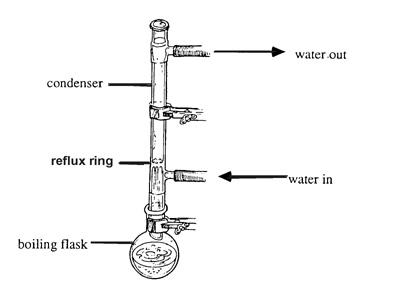 water out
condenser
reflux ring
water in
boiling flask